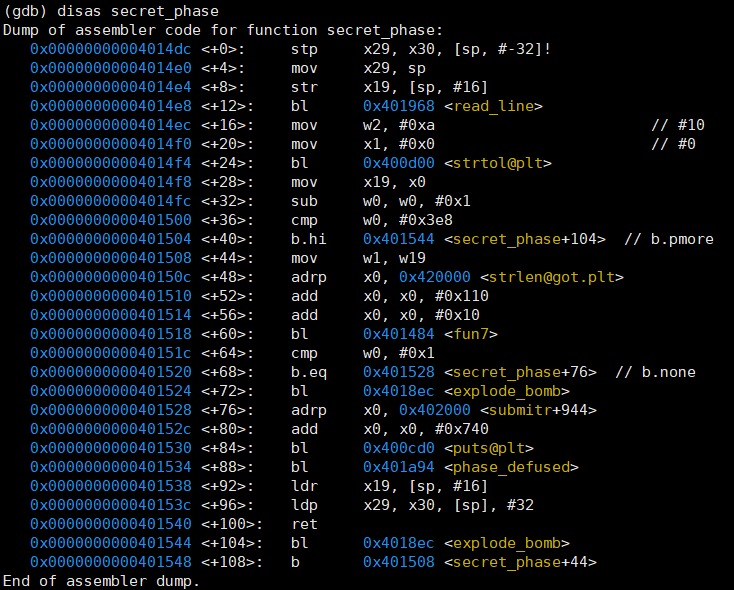 (gdb) disas secret_phase
Dump of assembler code for function secret_phase:
   0x00000000004014dc <+0>:     stp     x29, x30, [sp, #-32]!
   0x00000000004014e0 <+4>:     mov     x29, sp
   0x00000000004014e4 <+8>:     str     x19, [sp, #16]
   0x00000000004014e8 <+12>:    bl      0x401968 <read_line>
   0x00000000004014ec <+16>:    mov     w2, #0xa                        // #10
   0x00000000004014f0 <+20>:    mov     x1, #0x0                        // #0
   0x00000000004014f4 <+24>:    bl      0x400d00 <strtol@plt>
   0x00000000004014f8 <+28>:    mov     x19, x0
   0x00000000004014fc <+32>:    sub     w0, w0, #0x1
   0x0000000000401500 <+36>:    cmp     w0, #0x3e8
   0x0000000000401504 <+40>:    b.hi    0x401544 <secret_phase+104>  // b.pmore
   0x0000000000401508 <+44>:    mov     w1, w19
   0x000000000040150c <+48>:    adrp    x0, 0x420000 <strlen@got.plt>
   0x0000000000401510 <+52>:    add     x0, x0, #0x110
   0x0000000000401514 <+56>:    add     x0, x0, #0x10
   0x0000000000401518 <+60>:    bl      0x401484 <fun7>
   0x000000000040151c <+64>:    cmp     w0, #0x1
   0x0000000000401520 <+68>:    b.eq    0x401528 <secret_phase+76>  // b.none
   0x0000000000401524 <+72>:    bl      0x4018ec <explode_bomb>
   0x0000000000401528 <+76>:    adrp    x0, 0x402000 <submitr+944>
   0x000000000040152c <+80>:    add     x0, x0, #0x740
   0x0000000000401530 <+84>:    bl      0x400cd0 <puts@plt>
   0x0000000000401534 <+88>:    bl      0x401a94 <phase_defused>
   0x0000000000401538 <+92>:    ldr     x19, [sp, #16]
   0x000000000040153c <+96>:    ldp     x29, x30, [sp], #32
   0x0000000000401540 <+100>:   ret
   0x0000000000401544 <+104>:   bl      0x4018ec <explode_bomb>
   0x0000000000401548 <+108>:   b       0x401508 <secret_phase+44>
End of assembler dump.